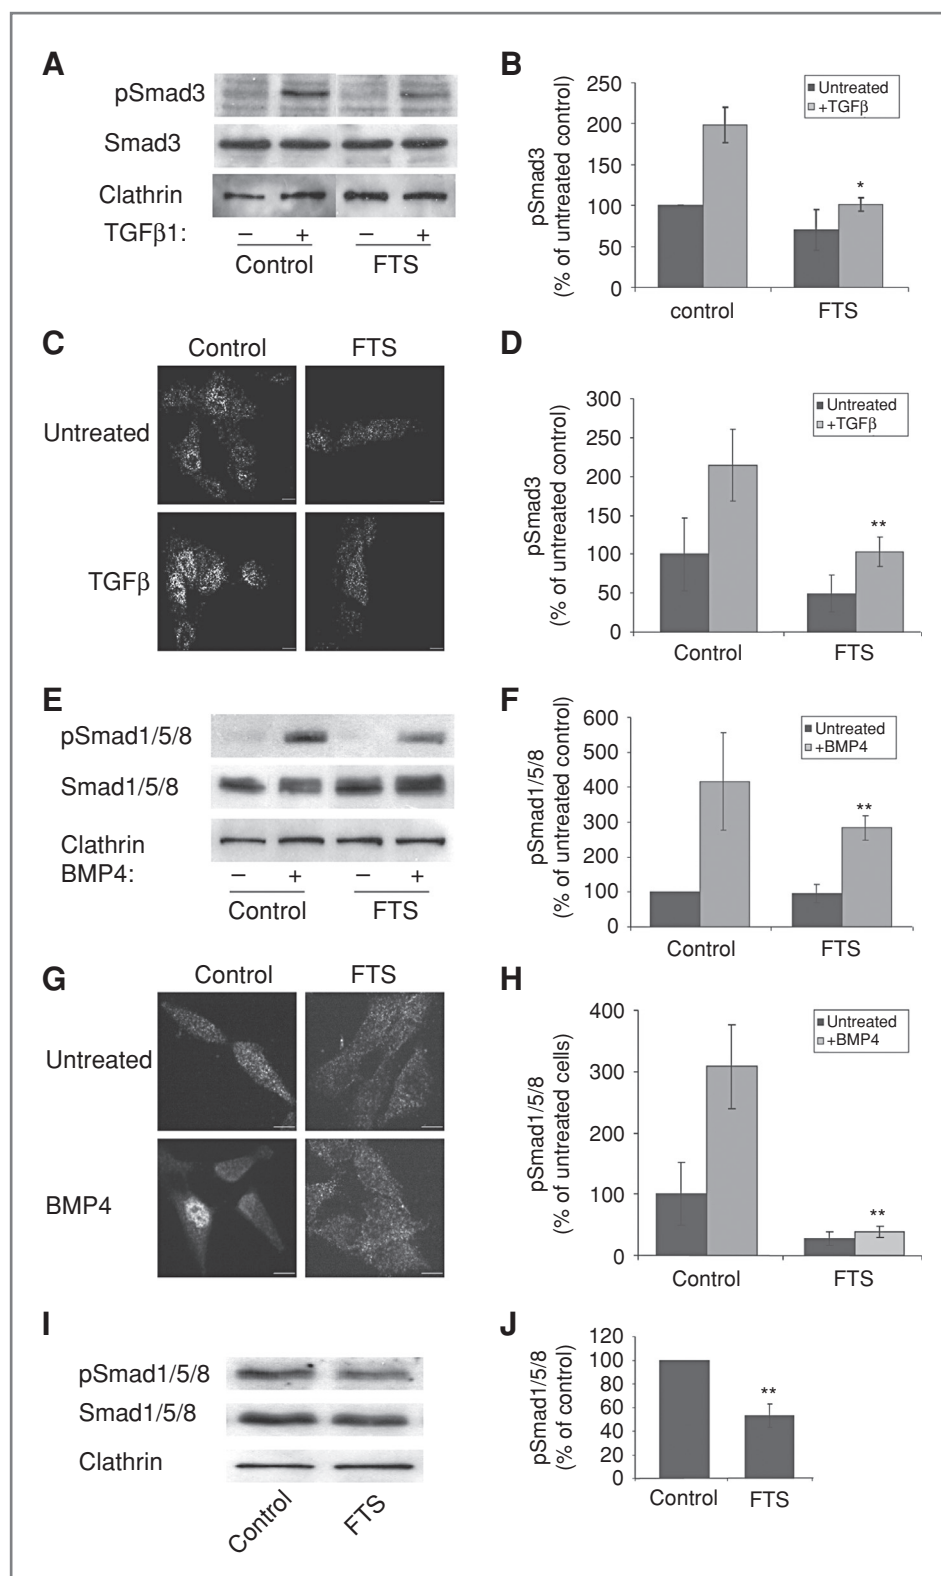 A
pSmad3
Smad3
Clathrin
TGFβ1:
– + – +
Control FTS
B
pSmad3
(% of untreated control)
250
200
150
100
50
0
Untreated
+TGFβ
*
control FTS
C
Control FTS
Untreated
TGFβ
D
pSmad3
(% of untreated control)
300
250
200
150
100
50
0
Untreated
+TGFβ
**
Control FTS
E
pSmad1/5/8
Smad1/5/8
Clathrin
BMP4:
– + – +
Control FTS
F
pSmad1/5/8
(% of untreated control)
600
500
400
300
200
100
0
Untreated
+BMP4
**
Control FTS
G
Control FTS
Untreated
BMP4
H
pSmad1/5/8
(% of untreated cells)
400
300
200
100
0
Untreated
+BMP4
**
Control FTS
I
pSmad1/5/8
Smad1/5/8
Clathrin
Control FTS
J
pSmad1/5/8
(% of control)
120
100
80
60
40
20
0
**
Control FTS